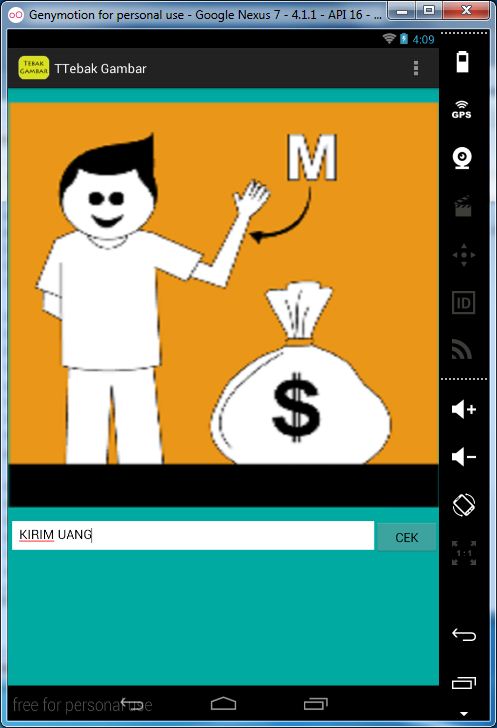 Genymotion for personal use - Google Nexus 7 - 4.1.1 - API 16 - ...
4:09
TEBAK
GAMBAR
TTebak Gambar
GPS
M
ID
$
1:1
KIRIM UANG
CEK
free for personal use